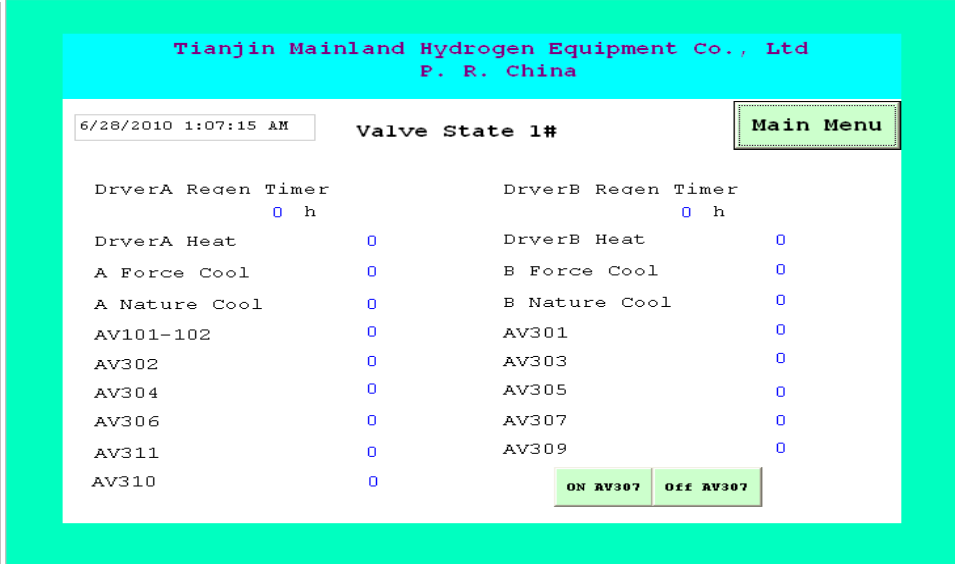 Tianjin Mainland Hydrogen Equipment Co., Ltd
P. R. China
6/28/2010 1:07:15 AM
Valve State 1#
Main Menu
DryerA Regen Timer
0 h
DryerB Regen Timer
0 h
DryerA Heat 0
DryerB Heat 0
A Force Cool 0
B Force Cool 0
A Nature Cool 0
B Nature Cool 0
AV101-102 0
AV301 0
AV302 0
AV303 0
AV304 0
AV305 0
AV306 0
AV307 0
AV311 0
AV309 0
AV310 0
ON AV307
Off AV307